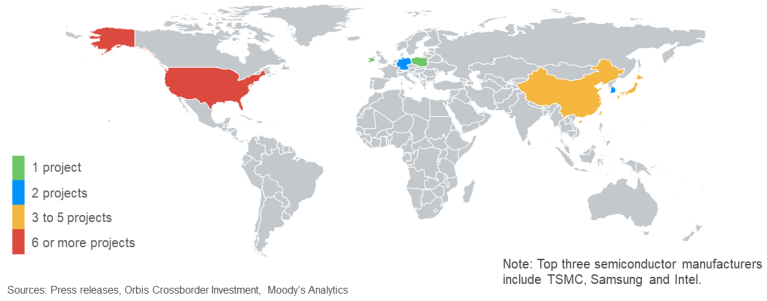 1 project
2 projects
3 to 5 projects
6 or more projects
Note: Top three semiconductor manufacturers
include TSMC, Samsung and Intel.
Sources: Press releases, Orbis Crossborder Investment, Moody's Analytics